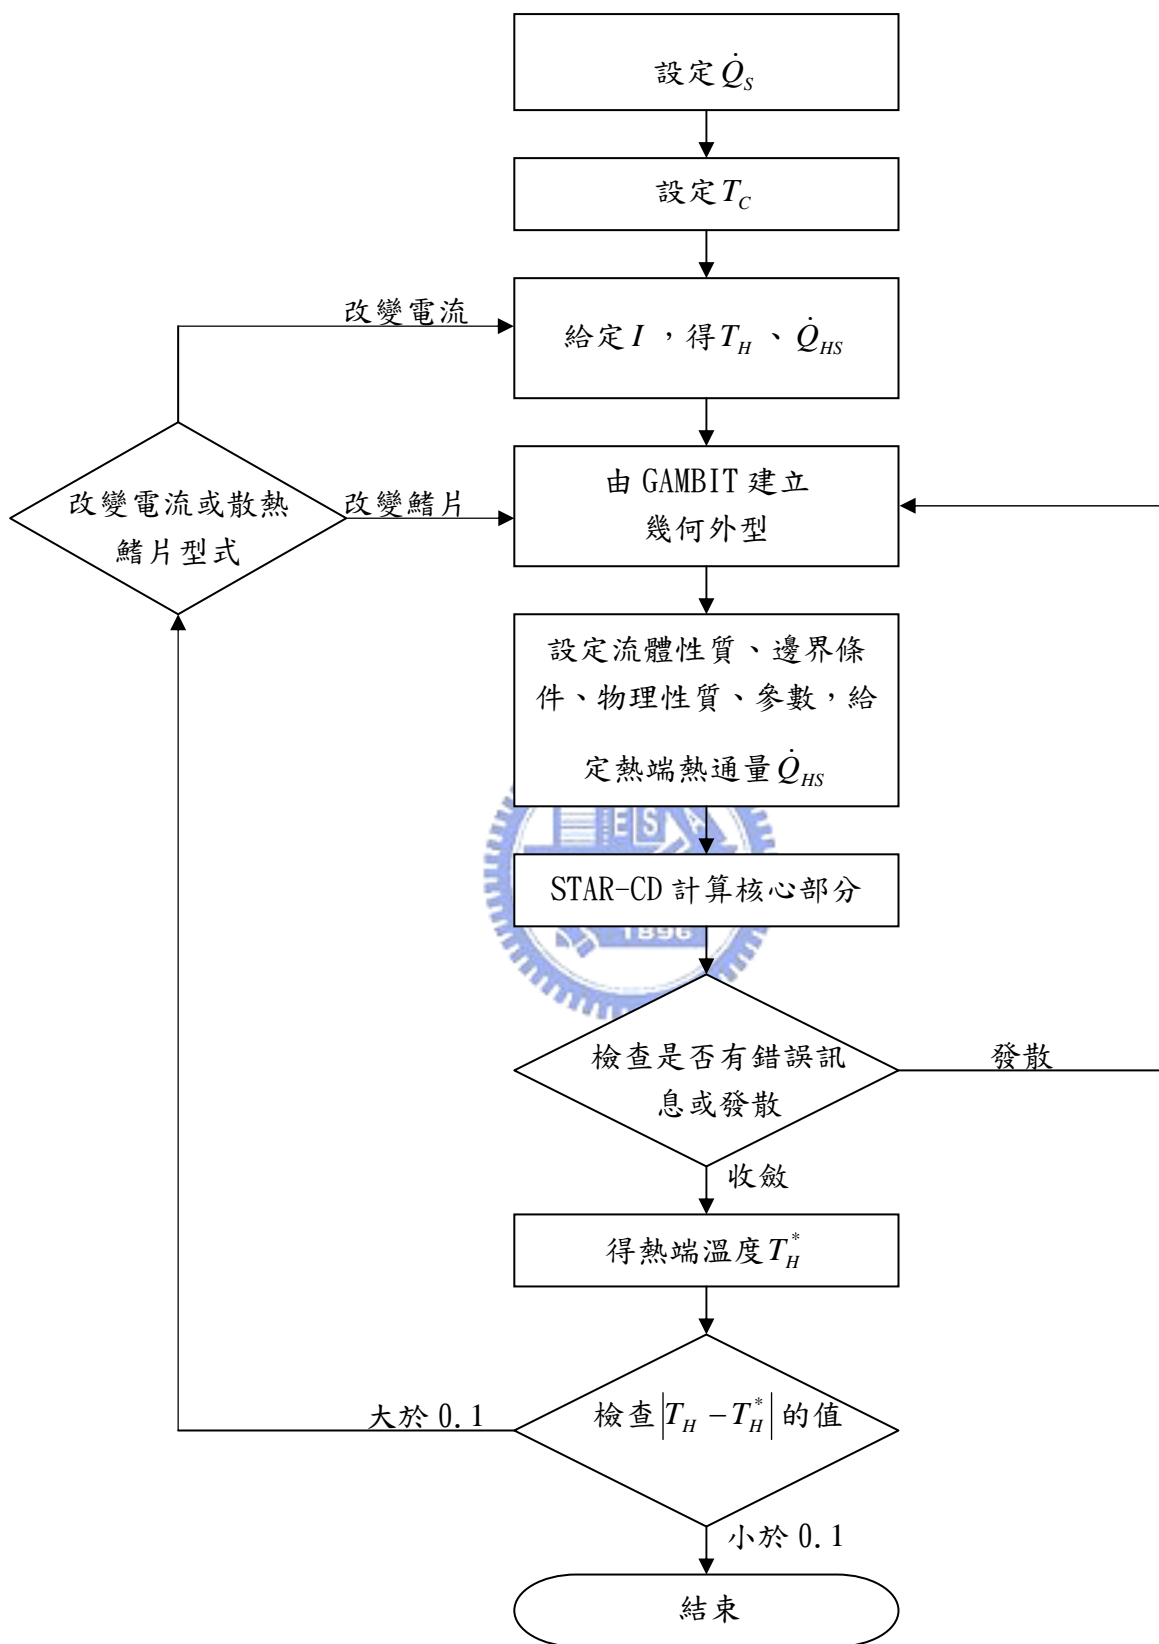 設定 Q̇_S
設定 T_C
改變電流
給定 I ，得 T_H 、 Q̇_HS
由 GAMBIT 建立
幾何外型
改變電流或散熱
鰭片型式
改變鰭片
設定流體性質、邊界條
件、物理性質、參數，給
定熱端熱通量 Q̇_HS
E S A
STAR-CD 計算核心部分
1896
檢查是否有錯誤訊
息或發散
發散
收斂
得熱端溫度 T_H^*
大於 0.1
檢查 |T_H − T_H^*| 的值
小於 0.1
結束